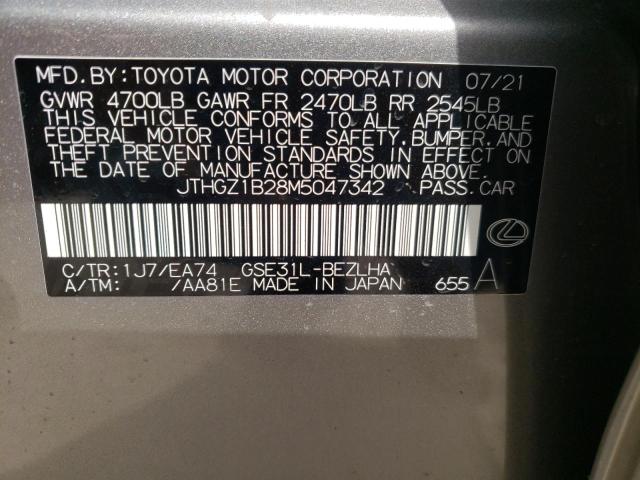 MFD.BY:TOYOTA MOTOR CORPORATION 07/21
GVWR 4700LB GAWR FR 2470LB RR 2545LB
THIS VEHICLE CONFORMS TO ALL APPLICABLE
FEDERAL MOTOR VEHICLE SAFETY,BUMPER,AND
THEFT PREVENTION STANDARDS IN EFFECT ON
THE DATE OF MANUFACTURE SHOWN ABOVE.
JTHGZ1B28M5047342 PASS.CAR
C/TR:1J7/EA74 GSE31L-BEZLHA
A/TM: /AA81E MADE IN JAPAN 655 A